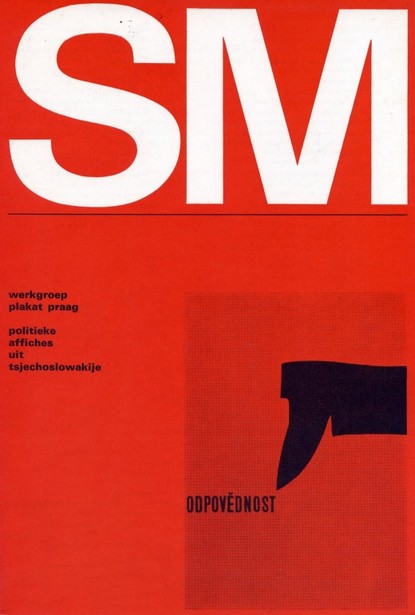 SM
werkgroep
plakat praag
politieke
affiches
uit
tsjechoslowakije
ODPOVĚDNOST